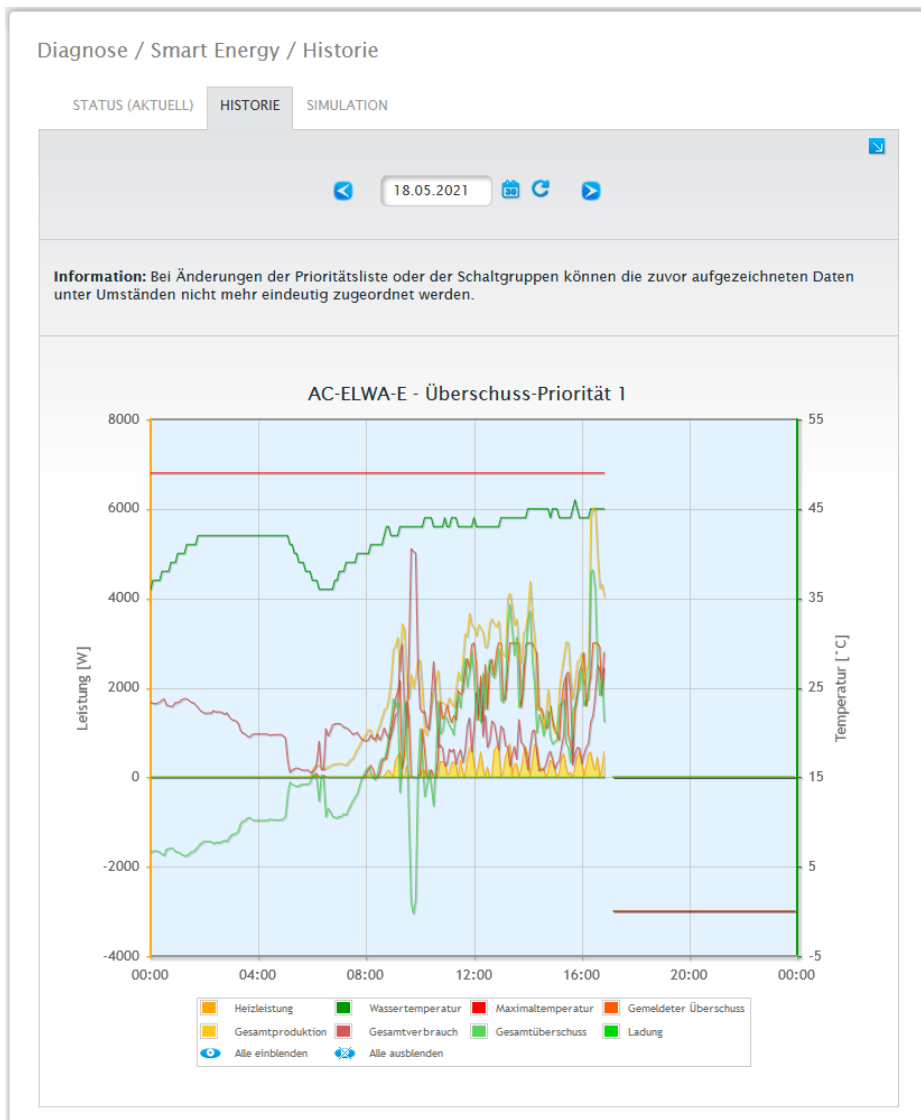 Diagnose / Smart Energy / Historie
STATUS (AKTUELL) HISTORIE SIMULATION
18.05.2021
30
Information: Bei Änderungen der Prioritätsliste oder der Schaltgruppen können die zuvor aufgezeichneten Daten
unter Umständen nicht mehr eindeutig zugeordnet werden.
AC-ELWA-E - Überschuss-Priorität 1
8000 55
6000 45
4000 35
Leistung [W] Temperatur [°C]
2000 25
0 15
-2000 5
-4000 -5
00:00 04:00 08:00 12:00 16:00 20:00 00:00
Heizleistung Wassertemperatur Maximaltemperatur Gemeldeter Überschuss
Gesamtproduktion Gesamtverbrauch Gesamtüberschuss Ladung
Alle einblenden Alle ausblenden